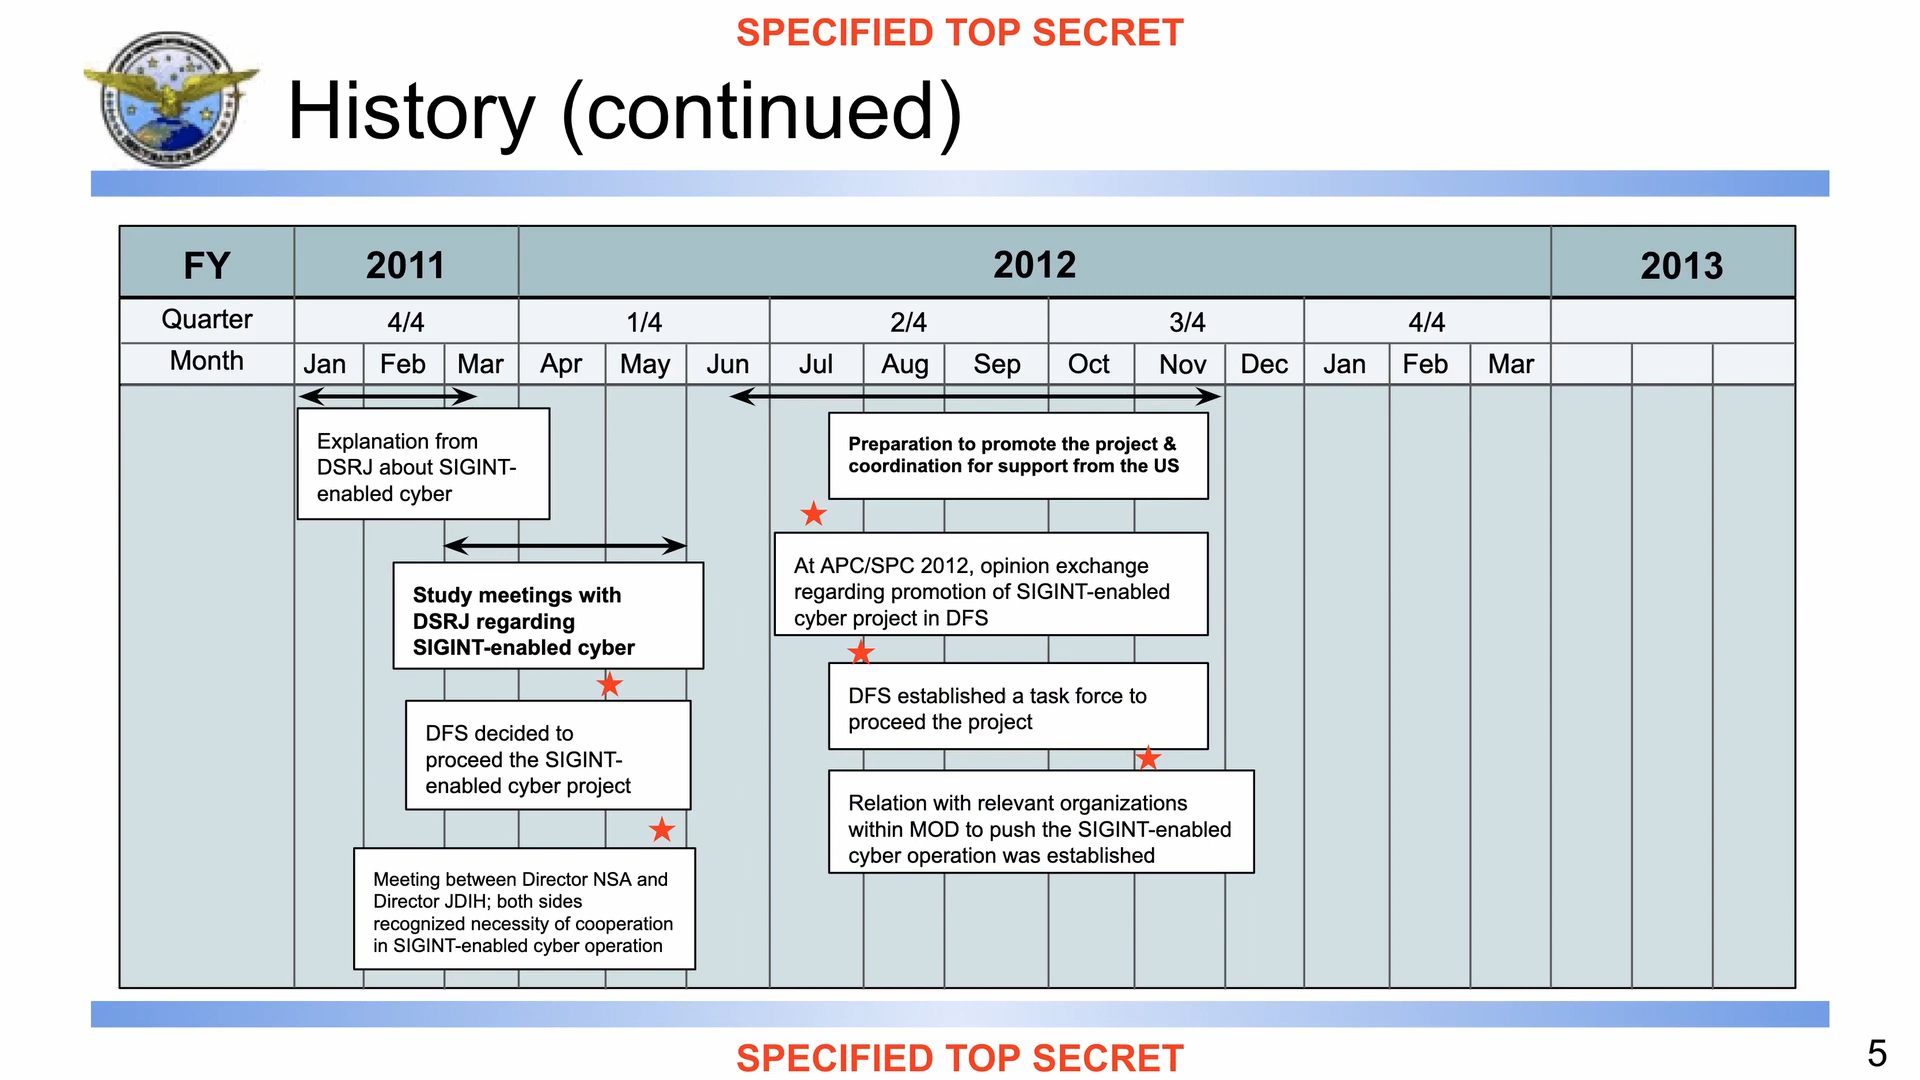 SPECIFIED TOP SECRET
History (continued)
FY 2011 2012 2013
Quarter 4/4 1/4 2/4 3/4 4/4
Month Jan Feb Mar Apr May Jun Jul Aug Sep Oct Nov Dec Jan Feb Mar
Explanation from
DSRJ about SIGINT-
enabled cyber
Study meetings with
DSRJ regarding
SIGINT-enabled cyber
DFS decided to
proceed the SIGINT-
enabled cyber project
Meeting between Director NSA and
Director JDIH; both sides
recognized necessity of cooperation
in SIGINT-enabled cyber operation
Preparation to promote the project &
coordination for support from the US
At APC/SPC 2012, opinion exchange
regarding promotion of SIGINT-enabled
cyber project in DFS
DFS established a task force to
proceed the project
Relation with relevant organizations
within MOD to push the SIGINT-enabled
cyber operation was established
SPECIFIED TOP SECRET
5